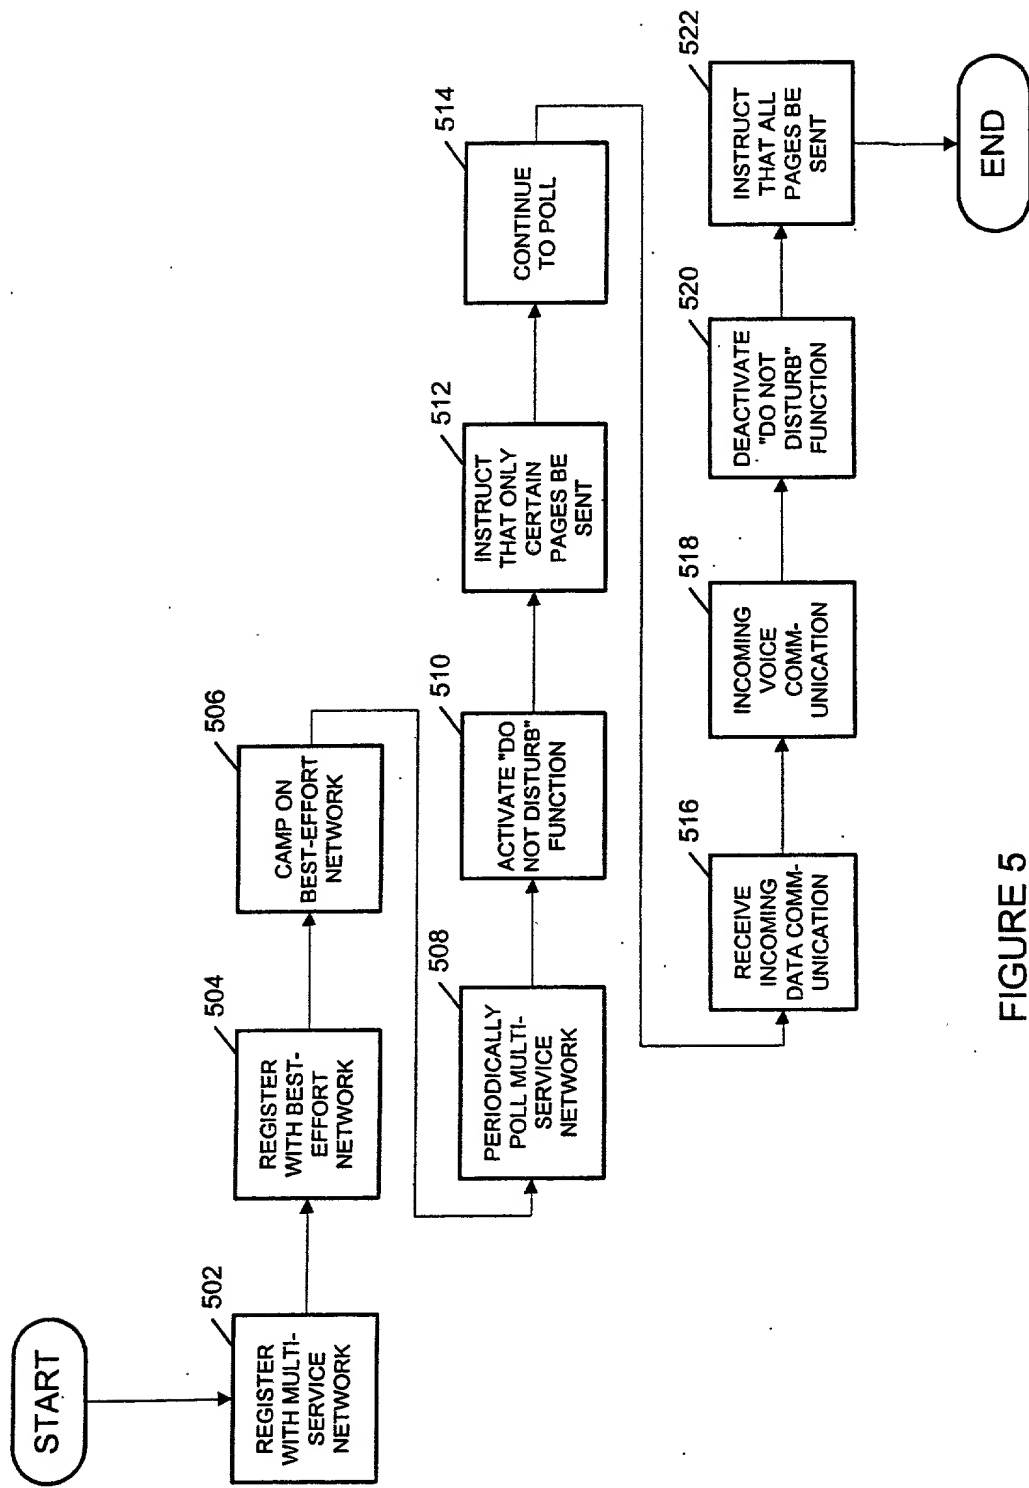 START
502
REGISTER
WITH MULTI-
SERVICE
NETWORK
504
REGISTER
WITH BEST-
EFFORT
NETWORK
506
CAMP ON
BEST-EFFORT
NETWORK
508
PERIODICALLY
POLL MULTI-
SERVICE
NETWORK
510
ACTIVATE "DO
NOT DISTURB"
FUNCTION
512
INSTRUCT
THAT ONLY
CERTAIN
PAGES BE
SENT
514
CONTINUE
TO POLL
516
RECEIVE
INCOMING
DATA COMM-
UNICATION
518
INCOMING
VOICE
COMM-
UNICATION
520
DEACTIVATE
"DO NOT
DISTURB"
FUNCTION
522
INSTRUCT
THAT ALL
PAGES BE
SENT
END
FIGURE 5